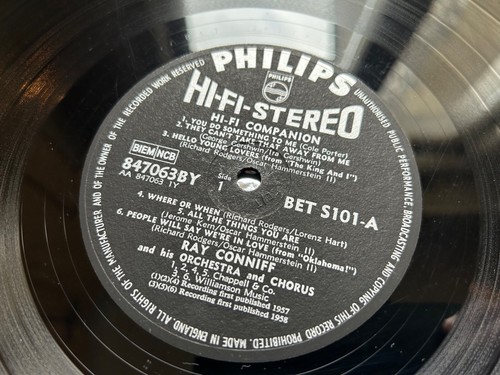 PHILIPS
PHILIPS
HI-FI-STEREO
HI-FI COMPANION
1. YOU DO SOMETHING TO ME (Cole Porter)
2. THEY CAN'T TAKE THAT AWAY FROM ME
(George Gershwin/Ira Gershwin)
3. HELLO YOUNG LOVERS (from "The King And I")
(Richard Rodgers/Oscar Hammerstein II)
BIEM NCB
847063BY
AA 847063 1Y
Side
1
BET S101-A
4. WHERE OR WHEN (Richard Rodgers/Lorenz Hart)
5. ALL THE THINGS YOU ARE
(Jerome Kern/Oscar Hammerstein II)
6. PEOPLE WILL SAY WE'RE IN LOVE (from "Oklahoma!")
(Richard Rodgers/Oscar Hammerstein II)
RAY CONNIFF
and his ORCHESTRA and CHORUS
1, 2, 4, 5. Chappell & Co.
3, 6. Williamson Music
(1)(2)(4) Recording first published 1957
(3)(5)(6) Recording first published 1958
ALL RIGHTS OF THE MANUFACTURER AND OF THE OWNER OF THE RECORDED WORK RESERVED
UNAUTHORISED PUBLIC PERFORMANCE, BROADCASTING AND COPYING OF THIS RECORD PROHIBITED. MADE IN ENGLAND.